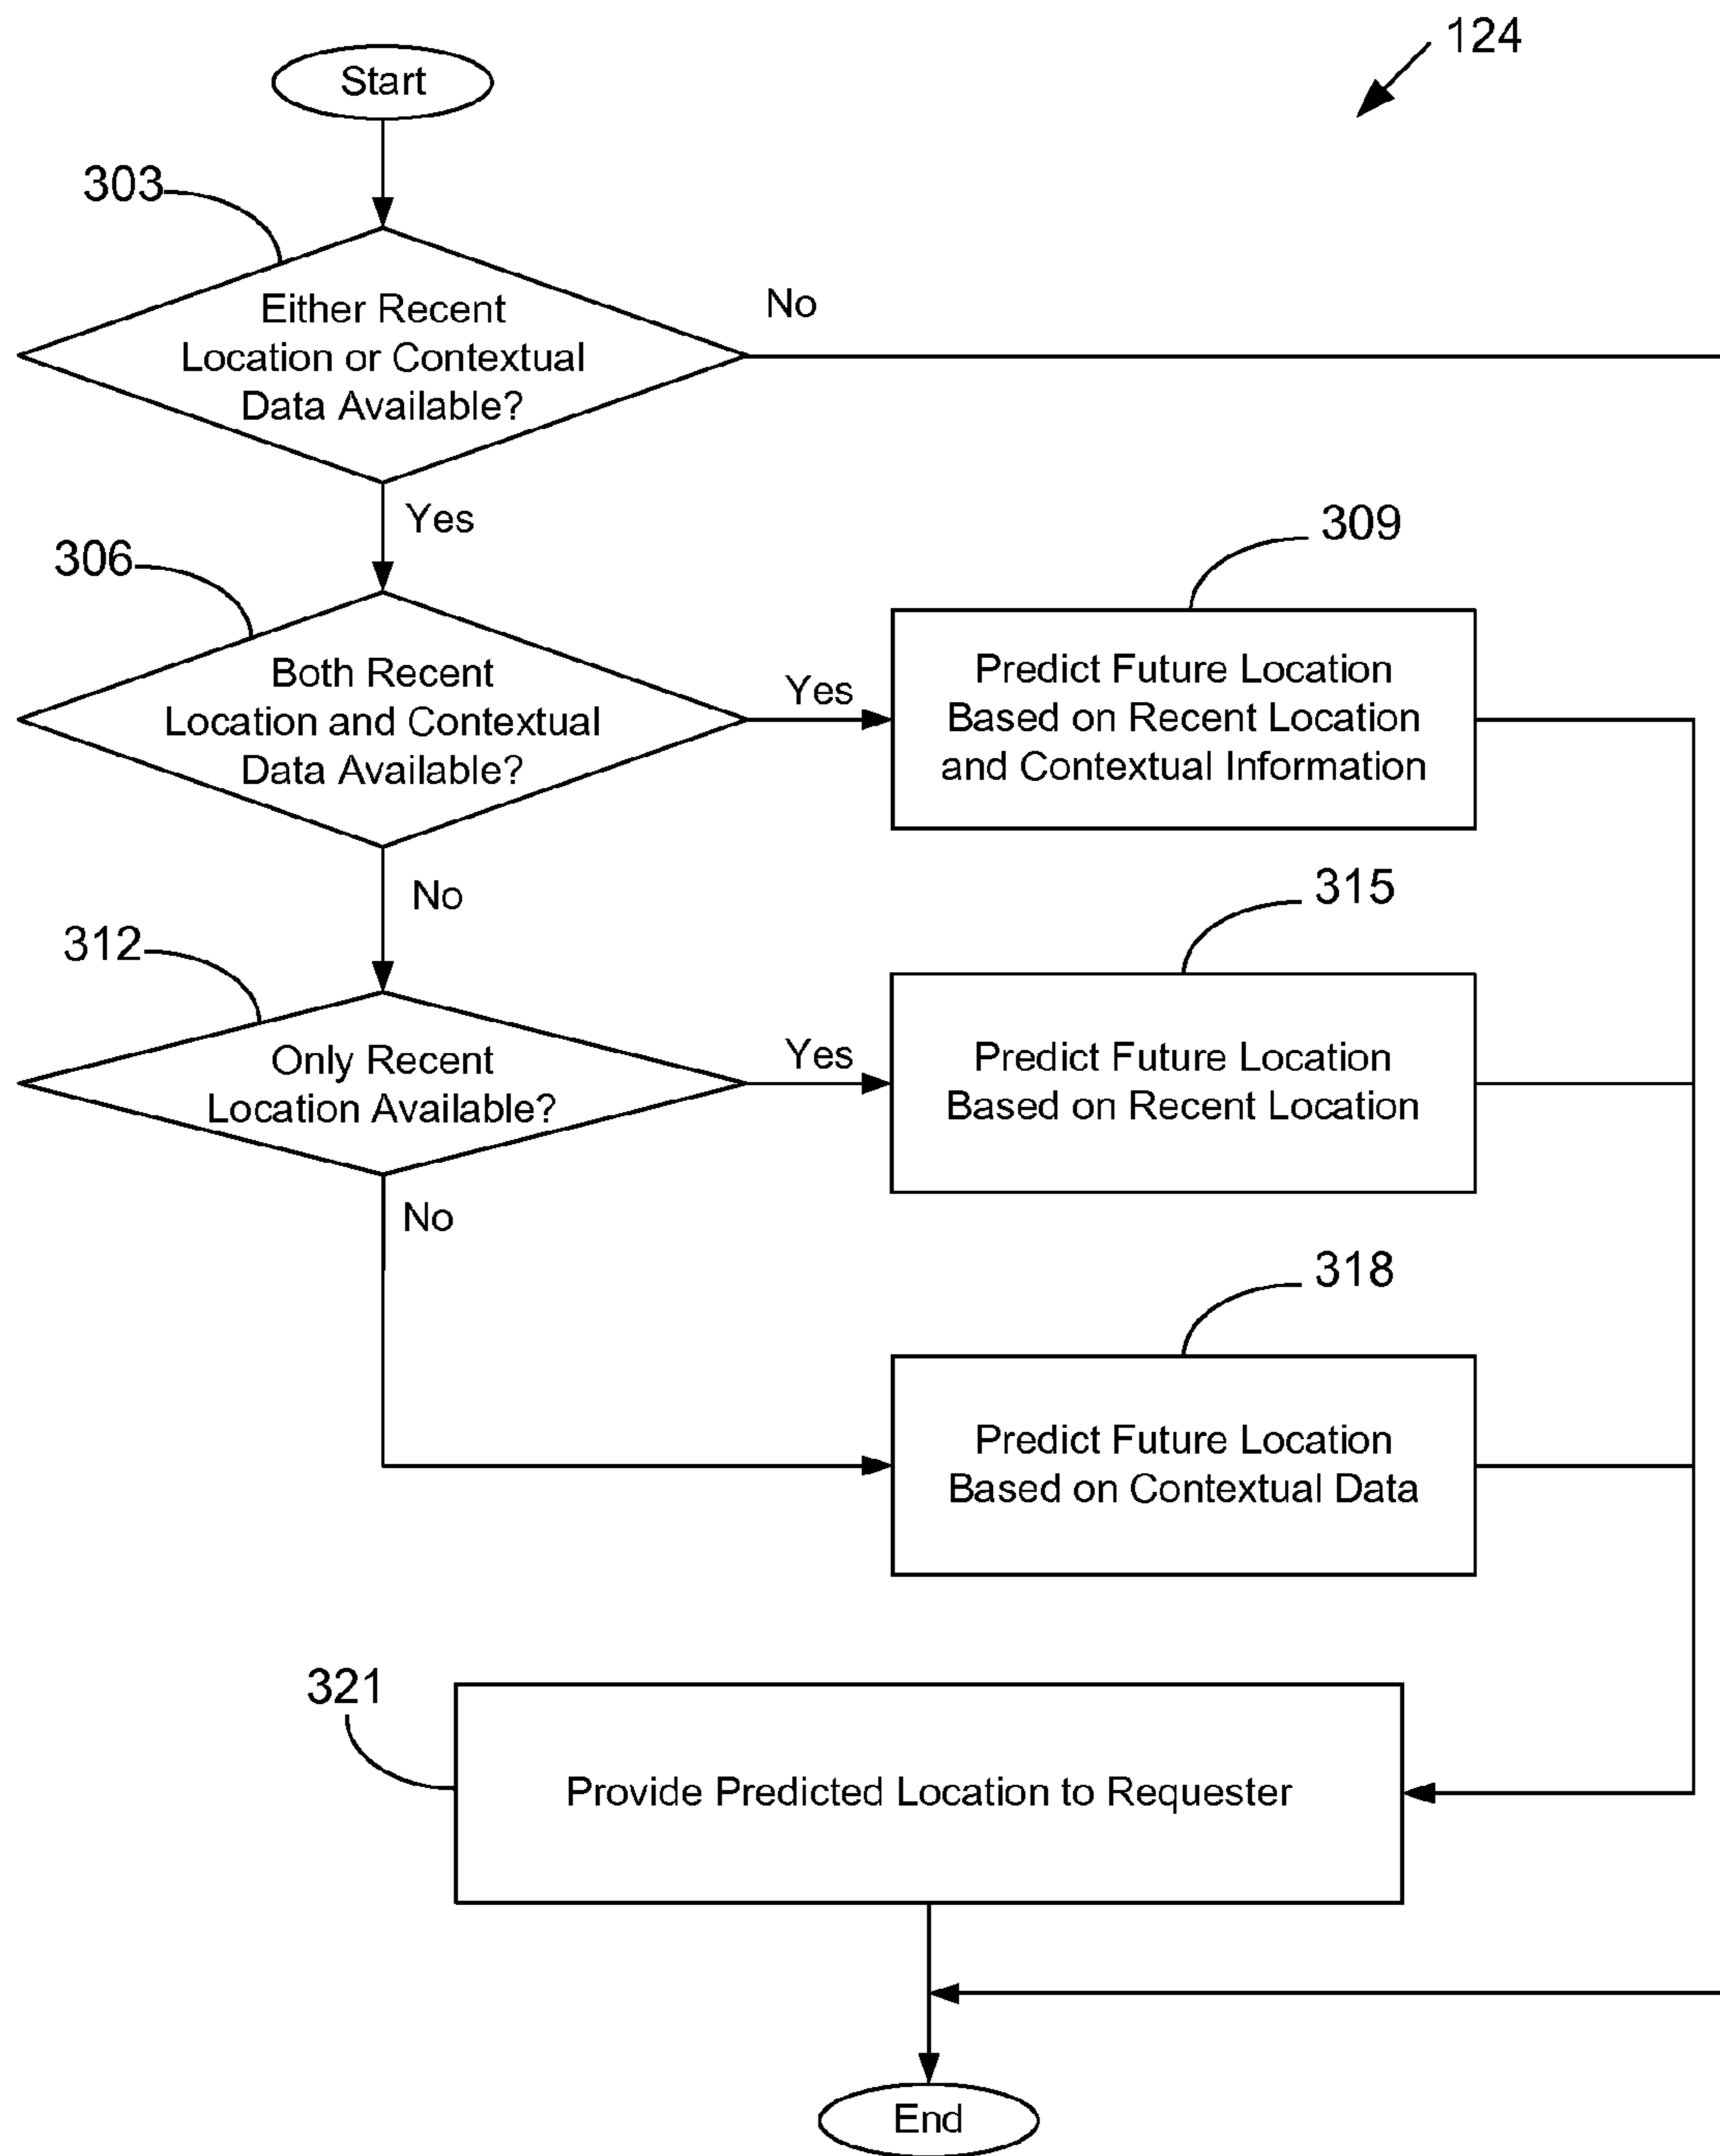 124
Start
303
Either Recent
Location or Contextual
Data Available?
No
Yes
306
Both Recent
Location and Contextual
Data Available?
Yes
309
Predict Future Location
Based on Recent Location
and Contextual Information
No
312
Only Recent
Location Available?
Yes
315
Predict Future Location
Based on Recent Location
No
318
Predict Future Location
Based on Contextual Data
321
Provide Predicted Location to Requester
End